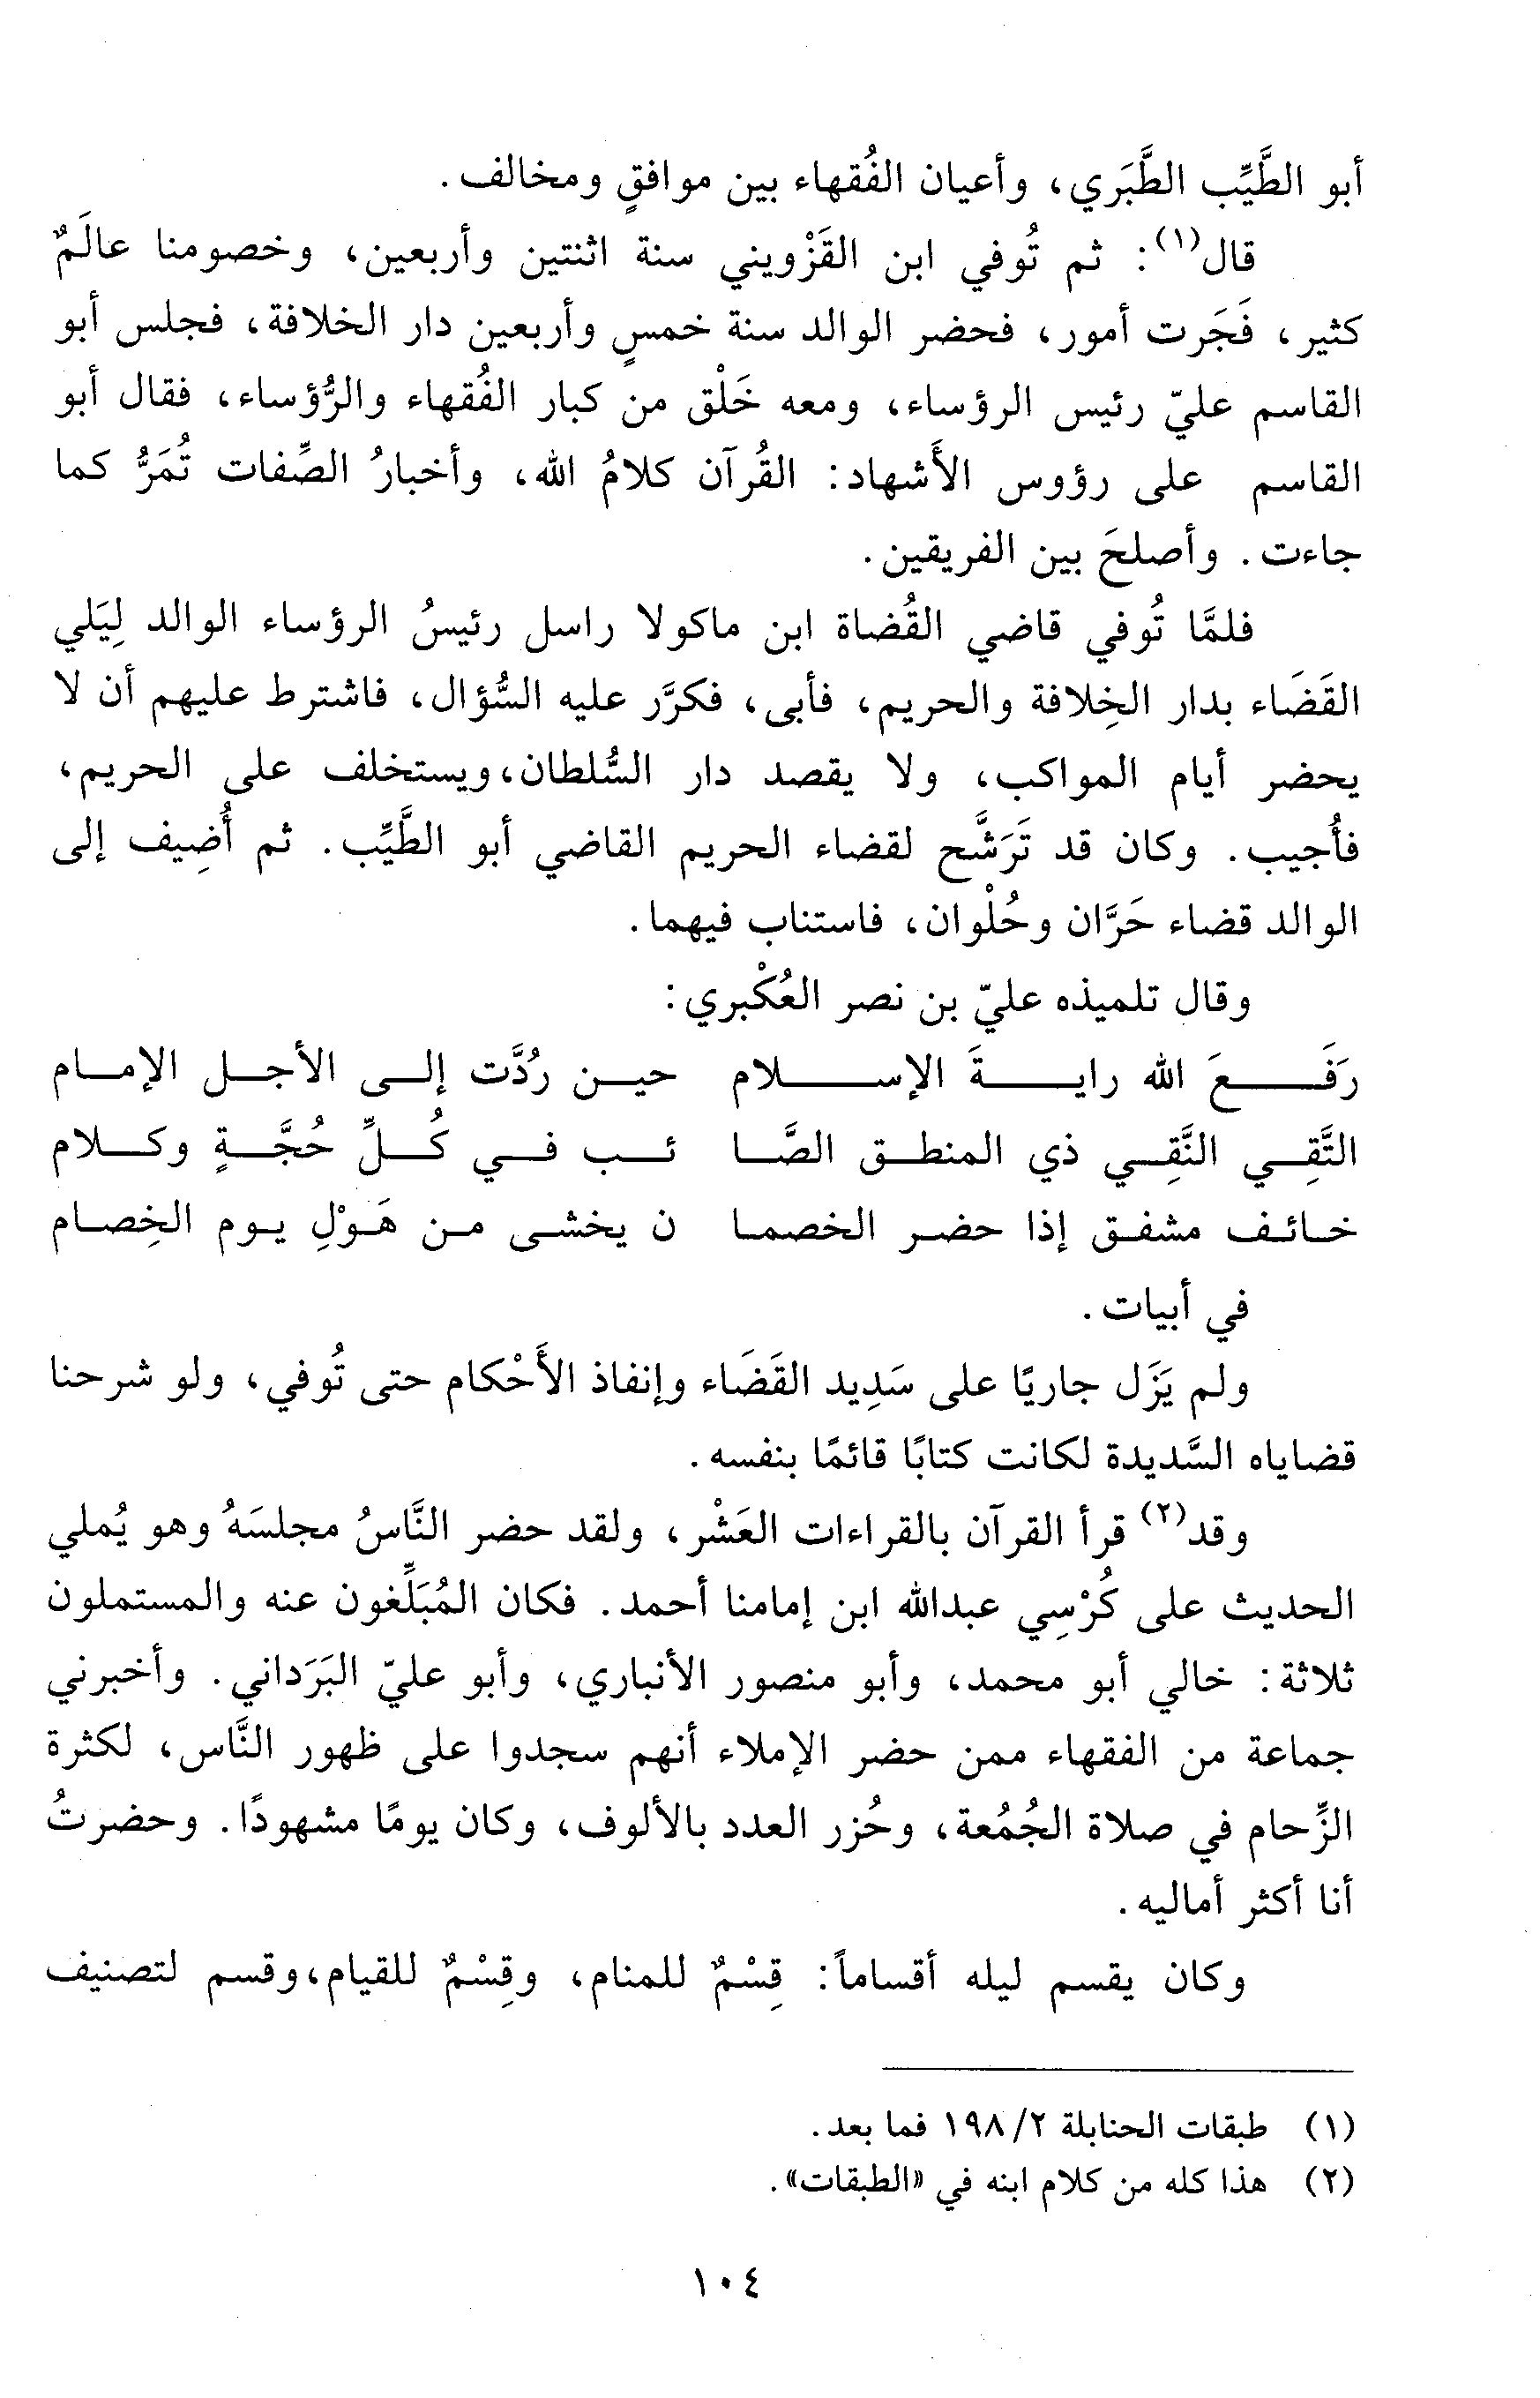 أبو الطَّيِّب الطَّبَري، وأعيان الفُقهاء بين موافقٍ ومخالف.
قال(١): ثم تُوفي ابن القَزْويني سنة اثنتين وأربعين، وخصومنا عالَمٌ
كثير، فَجَرت أمور، فحضر الوالد سنة خمسٍ وأربعين دار الخلافة، فجلس أبو
القاسم عليّ رئيس الرؤساء، ومعه خَلْق من كبار الفُقهاء والرُّؤساء، فقال أبو
القاسم على رؤوس الأَشهاد: القُرآن كلامُ الله، وأخبارُ الصِّفات تُمَرُّ كما
جاءت. وأصلحَ بين الفريقين.
فلمَّا تُوفي قاضي القُضاة ابن ماكولا راسل رئيسُ الرؤساء الوالد لِيَلي
القَضَاء بدار الخِلافة والحريم، فأبى، فكرَّر عليه السُّؤال، فاشترط عليهم أن لا
يحضر أيام المواكب، ولا يقصد دار السُّلطان،ويستخلف على الحريم،
فأُجيب. وكان قد تَرَشَّح لقضاء الحريم القاضي أبو الطَّيِّب. ثم أُضِيف إلى
الوالد قضاء حَرَّان وحُلْوان، فاستناب فيهما.
وقال تلميذه عليّ بن نصر العُكْبري:
رَفَـــعَ الله رايـــةَ الإســـلام حيـن رُدَّت إلـى الأجـل الإمـام
التَّقِـي النَّقِـي ذي المنطـق الصَّـا ئـب فـي كُـلِّ حُجَّـةٍ وكـلام
خـائـف مشفـق إذا حضـر الخصمـا ن يخشـى مـن هَـوْلِ يـوم الخِصـام
في أبيات.
ولم يَزَل جاريًا على سَدِيد القَضَاء وإنفاذ الأَحْكام حتى تُوفي، ولو شرحنا
قضاياه السَّديدة لكانت كتابًا قائمًا بنفسه.
وقد(٢) قرأ القرآن بالقراءات العَشْر، ولقد حضر النَّاسُ مجلسَهُ وهو يُملي
الحديث على كُرْسِي عبدالله ابن إمامنا أحمد. فكان المُبَلِّغون عنه والمستملون
ثلاثة: خالي أبو محمد، وأبو منصور الأنباري، وأبو عليّ البَرَداني. وأخبرني
جماعة من الفقهاء ممن حضر الإملاء أنهم سجدوا على ظهور النَّاس، لكثرة
الزِّحام في صلاة الجُمُعة، وحُزر العدد بالألوف، وكان يومًا مشهودًا. وحضرتُ
أنا أكثر أماليه.
وكان يقسم ليله أقساماً: قِسْمٌ للمنام، وقِسْمٌ للقيام،وقسم لتصنيف
(١) طبقات الحنابلة ٢/ ١٩٨ فما بعد.
(٢) هذا كله من كلام ابنه في «الطبقات».
١٠٤